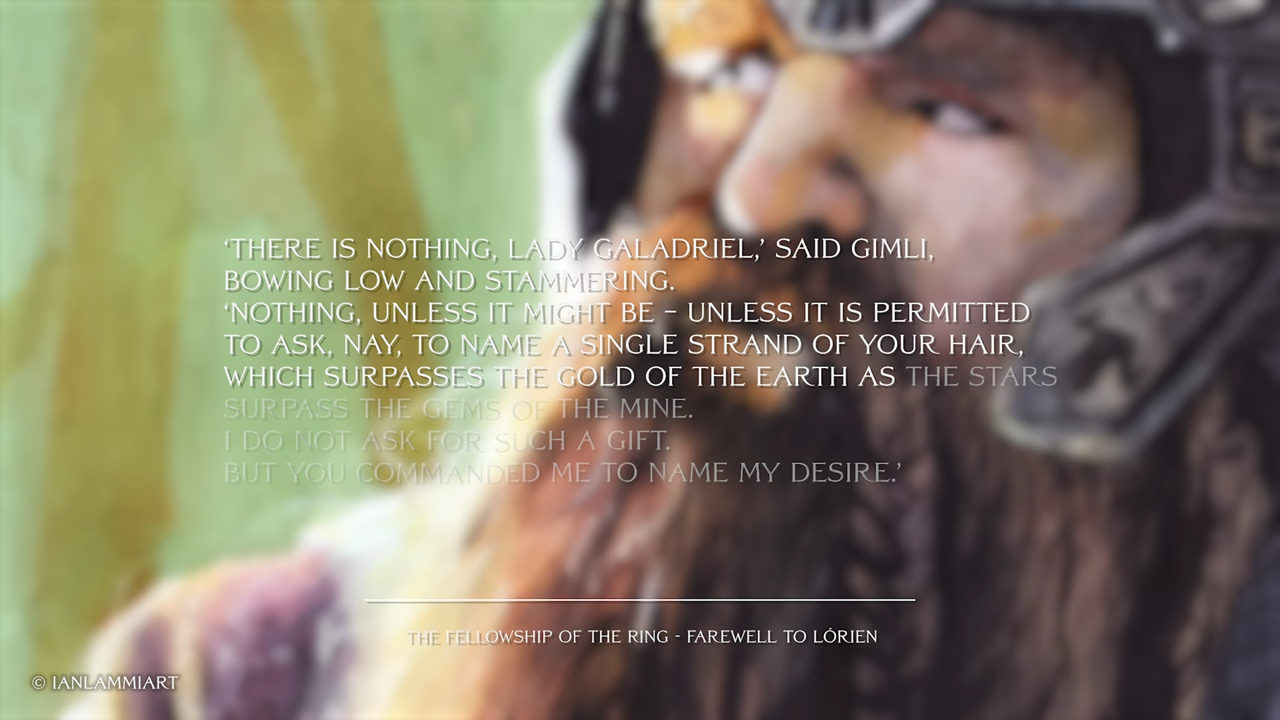 ‘THERE IS NOTHING, LADY GALADRIEL,’ SAID GIMLI,
BOWING LOW AND STAMMERING.
‘NOTHING, UNLESS IT MIGHT BE – UNLESS IT IS PERMITTED
TO ASK, NAY, TO NAME A SINGLE STRAND OF YOUR HAIR,
WHICH SURPASSES THE GOLD OF THE EARTH AS THE STARS
SURPASS THE GEMS OF THE MINE.
I DO NOT ASK FOR SUCH A GIFT.
BUT YOU COMMANDED ME TO NAME MY DESIRE.’
THE FELLOWSHIP OF THE RING - FAREWELL TO LÓRIEN
© IANLAMMIART